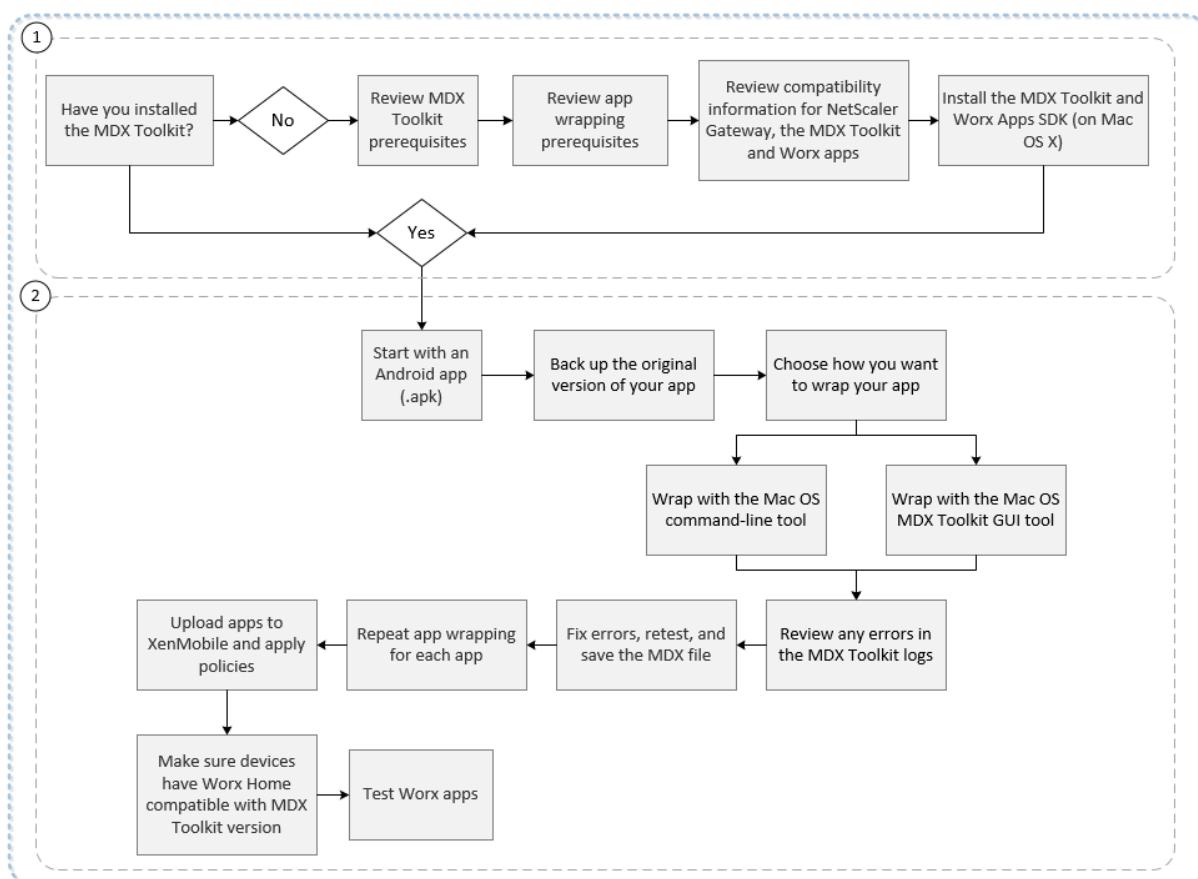 1
Have you installed
the MDX Toolkit?
No
Review MDX
Toolkit
prerequisites
Review app
wrapping
prerequisites
Review compatibility
information for NetScaler
Gateway, the MDX Toolkit
and Worx apps
Install the MDX Toolkit and
Worx Apps SDK (on Mac
OS X)
Yes
2
Start with an
Android app
(.apk)
Back up the original
version of your app
Choose how you want
to wrap your app
Wrap with the Mac OS
command-line tool
Wrap with the Mac OS
MDX Toolkit GUI tool
Review any errors in
the MDX Toolkit logs
Fix errors, retest, and
save the MDX file
Repeat app wrapping
for each app
Upload apps to
XenMobile and apply
policies
Make sure devices
have Worx Home
compatible with MDX
Toolkit version
Test Worx apps